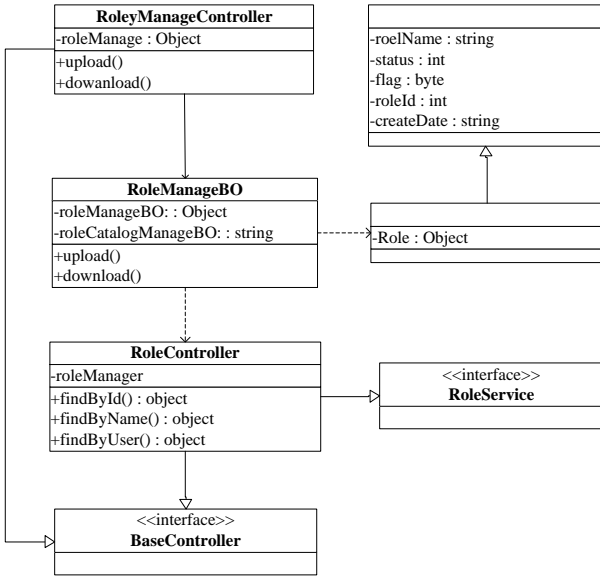 RoleyManageController
-roleManage : Object
+upload()
+dowanload()
-roelName : string
-status : int
-flag : byte
-roleId : int
-createDate : string
RoleManageBO
-roleManageBO: : Object
-roleCatalogManageBO: : string
+upload()
+download()
-Role : Object
RoleController
-roleManager
+findById() : object
+findByName() : object
+findByUser() : object
<<interface>>
RoleService
<<interface>>
BaseController